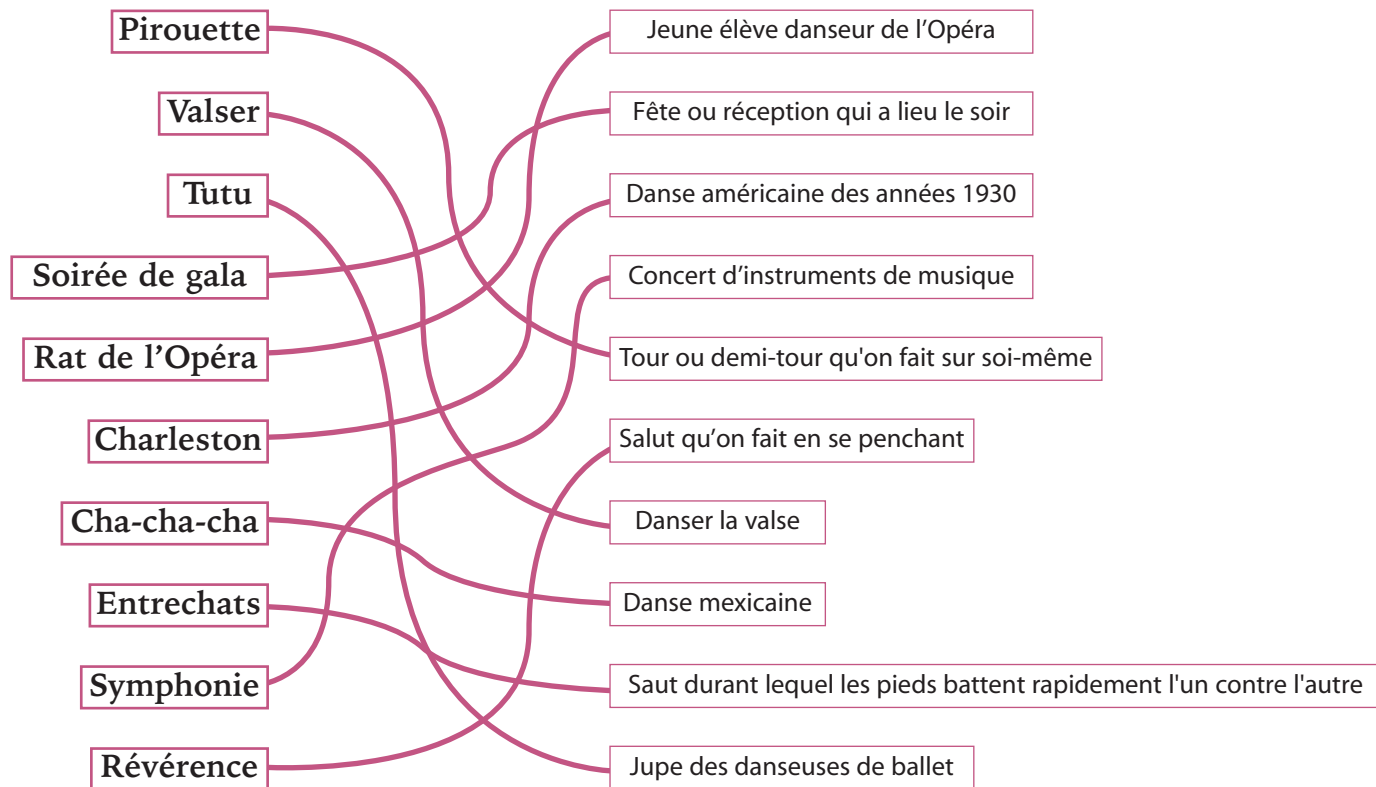 Pirouette
Jeune élève danseur de l’Opéra
Valser
Fête ou réception qui a lieu le soir
Tutu
Danse américaine des années 1930
Soirée de gala
Concert d’instruments de musique
Rat de l’Opéra
Tour ou demi-tour qu'on fait sur soi-même
Charleston
Salut qu’on fait en se penchant
Cha-cha-cha
Danser la valse
Entrechats
Danse mexicaine
Symphonie
Saut durant lequel les pieds battent rapidement l'un contre l'autre
Révérence
Jupe des danseuses de ballet